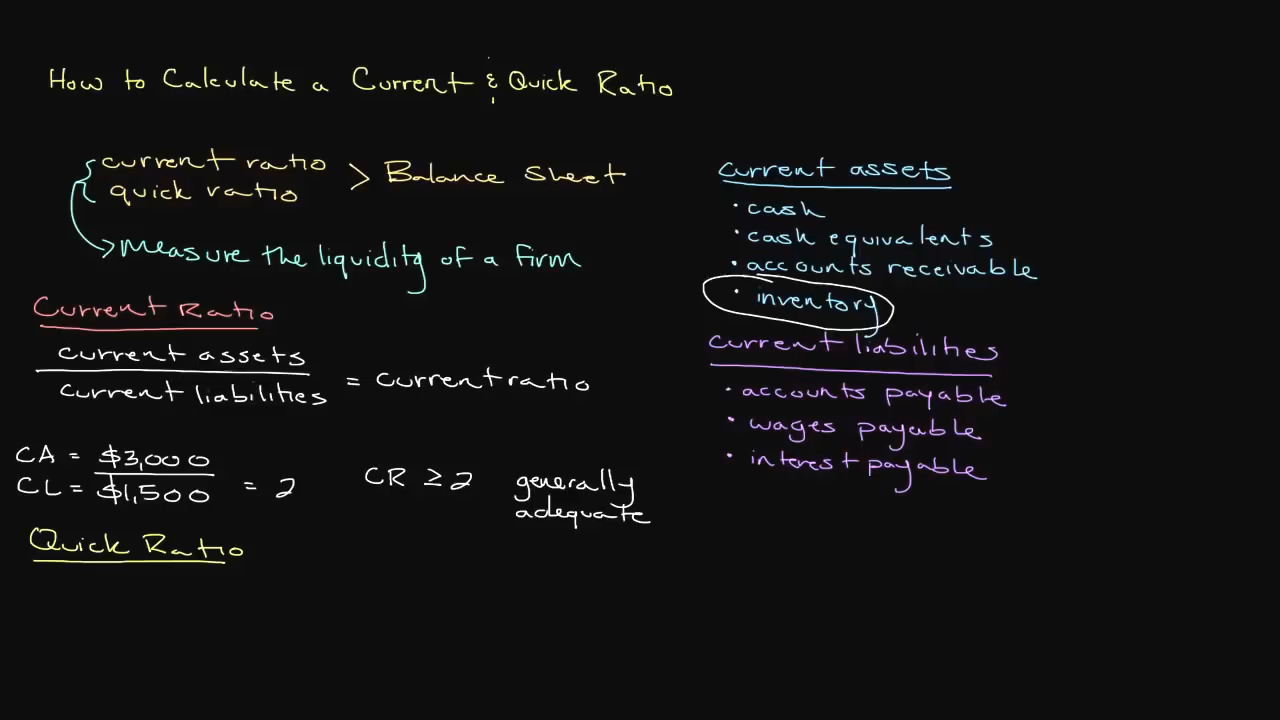 How to Calculate a Current & Quick Ratio
current ratio
quick ratio
> Balance sheet
measure the liquidity of a firm
Current Ratio
current assets
current liabilities
= current ratio
CA = $3,000
CL = $1,500
= 2
CR ≥ 2
generally
adequate
Quick Ratio
current assets
• cash
• cash equivalents
• accounts receivable
• inventory
current liabilities
• accounts payable
• wages payable
• interest payable